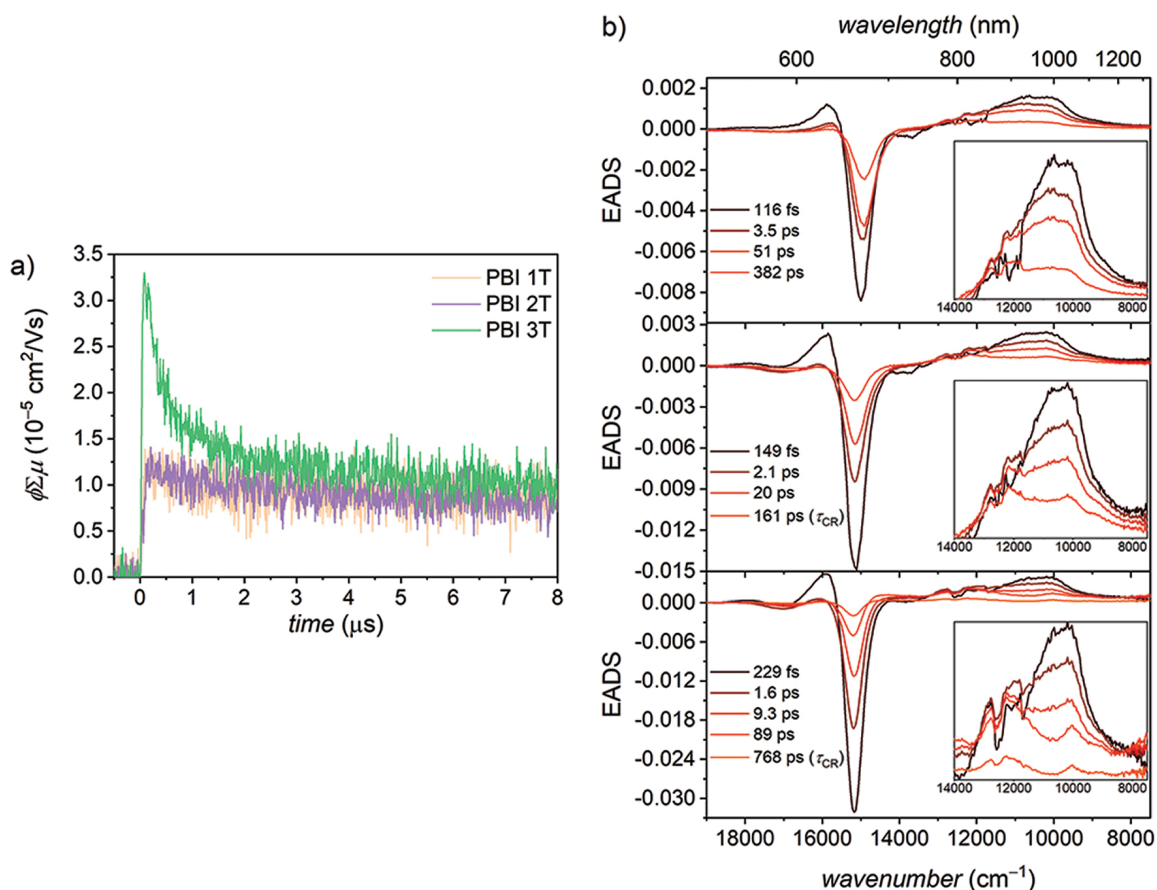 a)
φΣμ (10⁻⁵ cm²/Vs)
3.5
3.0
2.5
2.0
1.5
1.0
0.5
0.0
PBI 1T
PBI 2T
PBI 3T
0 1 2 3 4 5 6 7 8
time (μs)
b)
wavelength (nm)
600 800 1000 1200
EADS
0.002
0.000
-0.002
-0.004
-0.006
-0.008
116 fs
3.5 ps
51 ps
382 ps
14000 12000 10000 8000
0.003
0.000
-0.003
-0.006
-0.009
-0.012
-0.015
149 fs
2.1 ps
20 ps
161 ps (τCR)
14000 12000 10000 8000
EADS
0.000
-0.006
-0.012
-0.018
-0.024
-0.030
229 fs
1.6 ps
9.3 ps
89 ps
768 ps (τCR)
14000 12000 10000 8000
18000 16000 14000 12000 10000 8000
wavenumber (cm⁻¹)